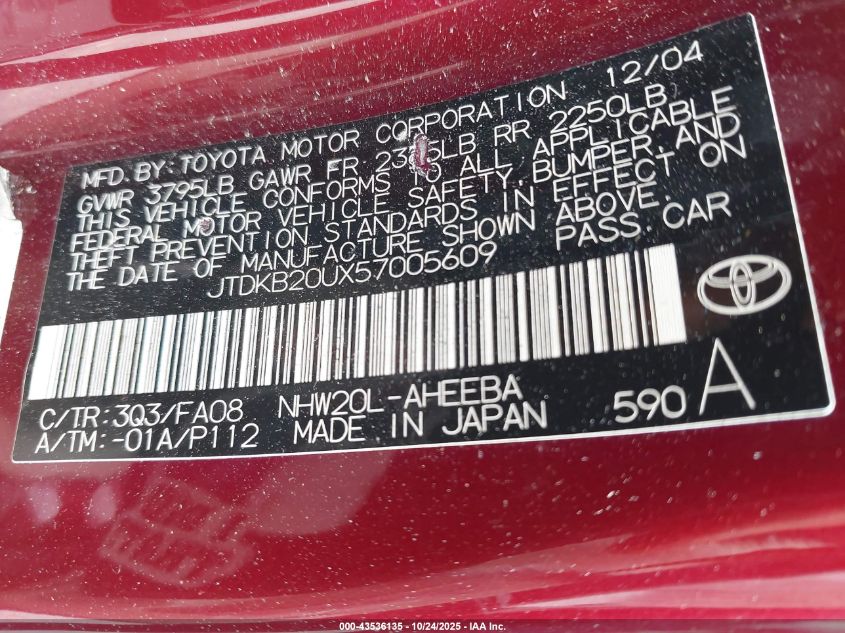 12/04
MFD. BY: TOYOTA MOTOR CORPORATION
GVWR 3795LB GAWR FR LB RR 2250LB
THIS VEHICLE CONFORMS TO ALL APPLICABLE
FEDERAL MOTOR VEHICLE SAFETY, BUMPER, AND
THEFT PREVENTION STANDARDS IN EFFECT ON
THE DATE OF MANUFACTURE SHOWN ABOVE.
JTDKB20UX57005609 PASS. CAR
C/TR: 3Q3/FA08 NHW20L-AHEEBA 590 A
A/TM: -01A/P112 MADE IN JAPAN
000-43536135 - 10/24/2025 - IAA Inc.